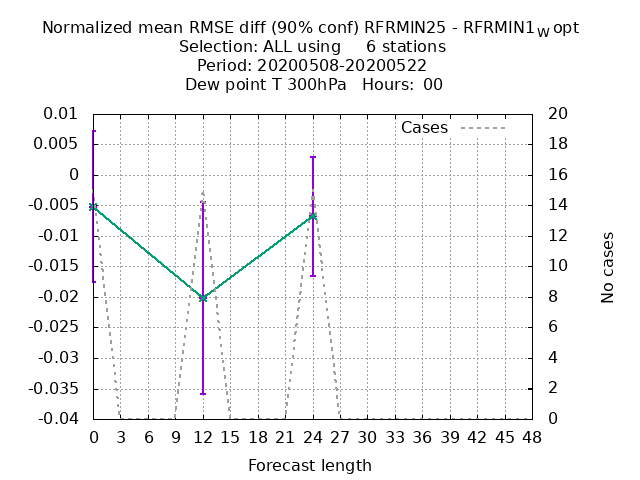 Normalized mean RMSE diff (90% conf) RFRMIN25 - RFRMIN1W opt
Selection: ALL using     6 stations
Period: 20200508-20200522
Dew point T 300hPa   Hours:  00
Cases
0.01
0.005
0
-0.005
-0.01
-0.015
-0.02
-0.025
-0.03
-0.035
-0.04
20
18
16
14
12
10
8
6
4
2
0
No cases
0 3 6 9 12 15 18 21 24 27 30 33 36 39 42 45 48
Forecast length